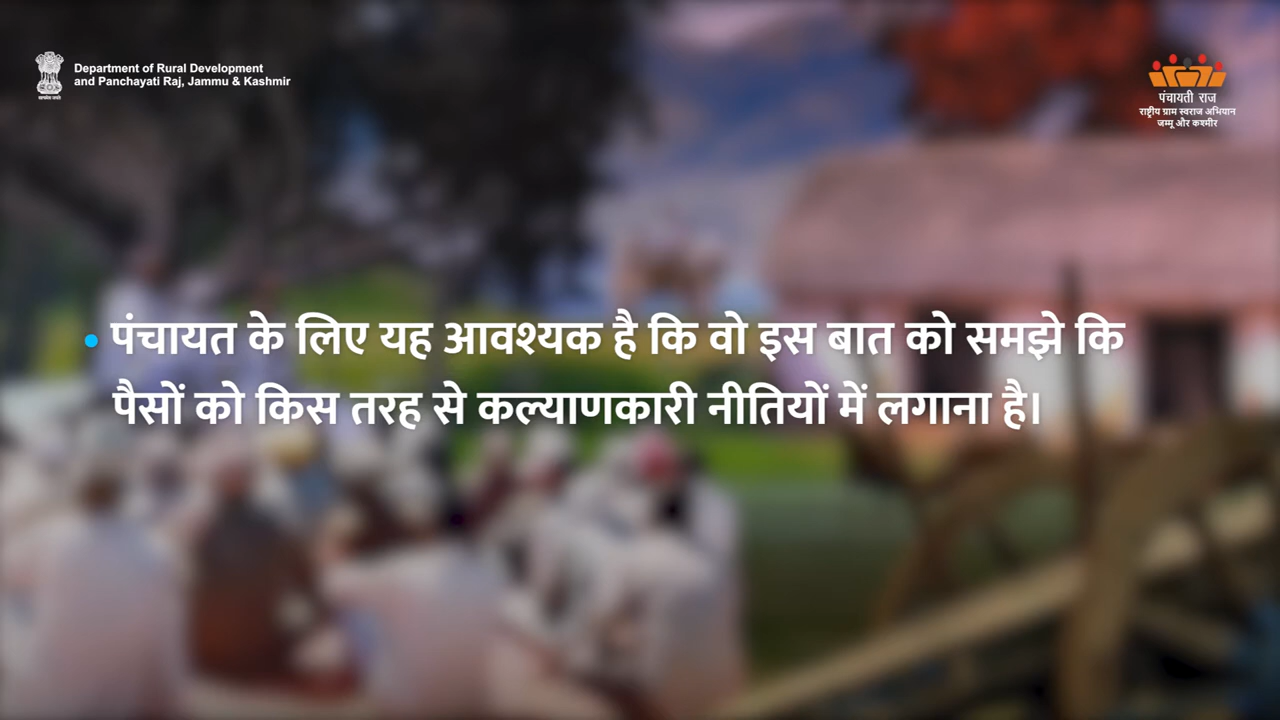 Department of Rural Development
and Panchayati Raj, Jammu & Kashmir
पंचायती राज
राष्ट्रीय ग्राम स्वराज अभियान
जम्मू और कश्मीर
• पंचायत के लिए यह आवश्यक है कि वो इस बात को समझे कि
पैसों को किस तरह से कल्याणकारी नीतियों में लगाना है।